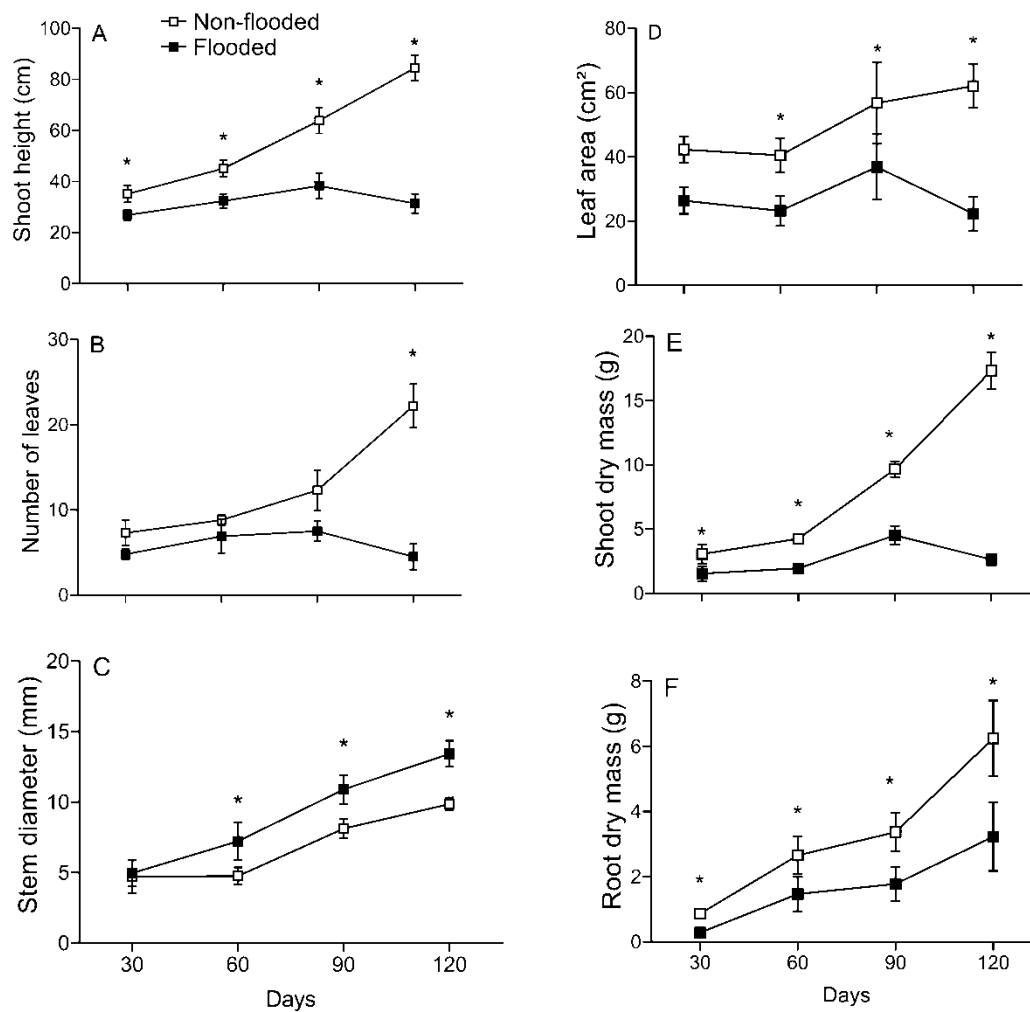 A
Non-flooded
Flooded
Shoot height (cm)
100
80
60
40
20
0
* * * *
B
Number of leaves
30
20
10
0
*
C
Stem diameter (mm)
20
15
10
5
0
* * *
30 60 90 120
Days
D
Leaf area (cm²)
80
60
40
20
0
* * *
E
Shoot dry mass (g)
20
15
10
5
0
* * * *
F
Root dry mass (g)
8
6
4
2
0
* * * *
30 60 90 120
Days